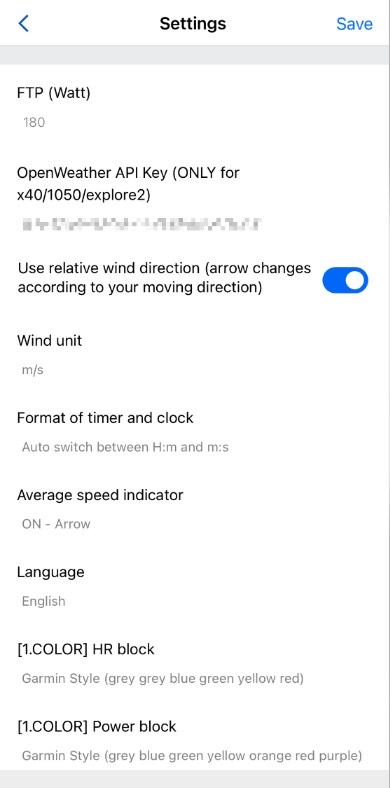 Settings
Save
FTP (Watt)
180
OpenWeather API Key (ONLY for
x40/1050/explore2)
Use relative wind direction (arrow changes
according to your moving direction)
Wind unit
m/s
Format of timer and clock
Auto switch between H:m and m:s
Average speed indicator
ON - Arrow
Language
English
[1.COLOR] HR block
Garmin Style (grey grey blue green yellow red)
[1.COLOR] Power block
Garmin Style (grey blue green yellow orange red purple)